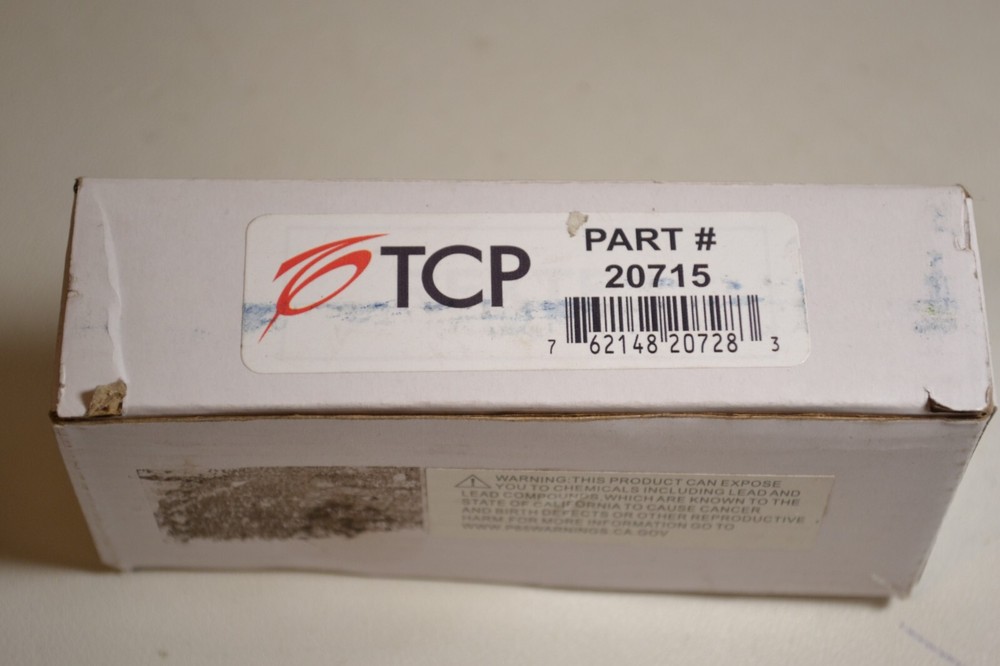 TCP
PART #
20715
7 62148 20728 3
WARNING:THIS PRODUCT CAN EXPOSE
YOU TO CHEMICALS INCLUDING LEAD AND
LEAD COMPOUNDS,WHICH ARE KNOWN TO THE
STATE OF CALIFORNIA TO CAUSE CANCER
AND BIRTH DEFECTS OR OTHER REPRODUCTIVE
HARM.FOR MORE INFORMATION GO TO
WWW.P65WARNINGS.CA.GOV